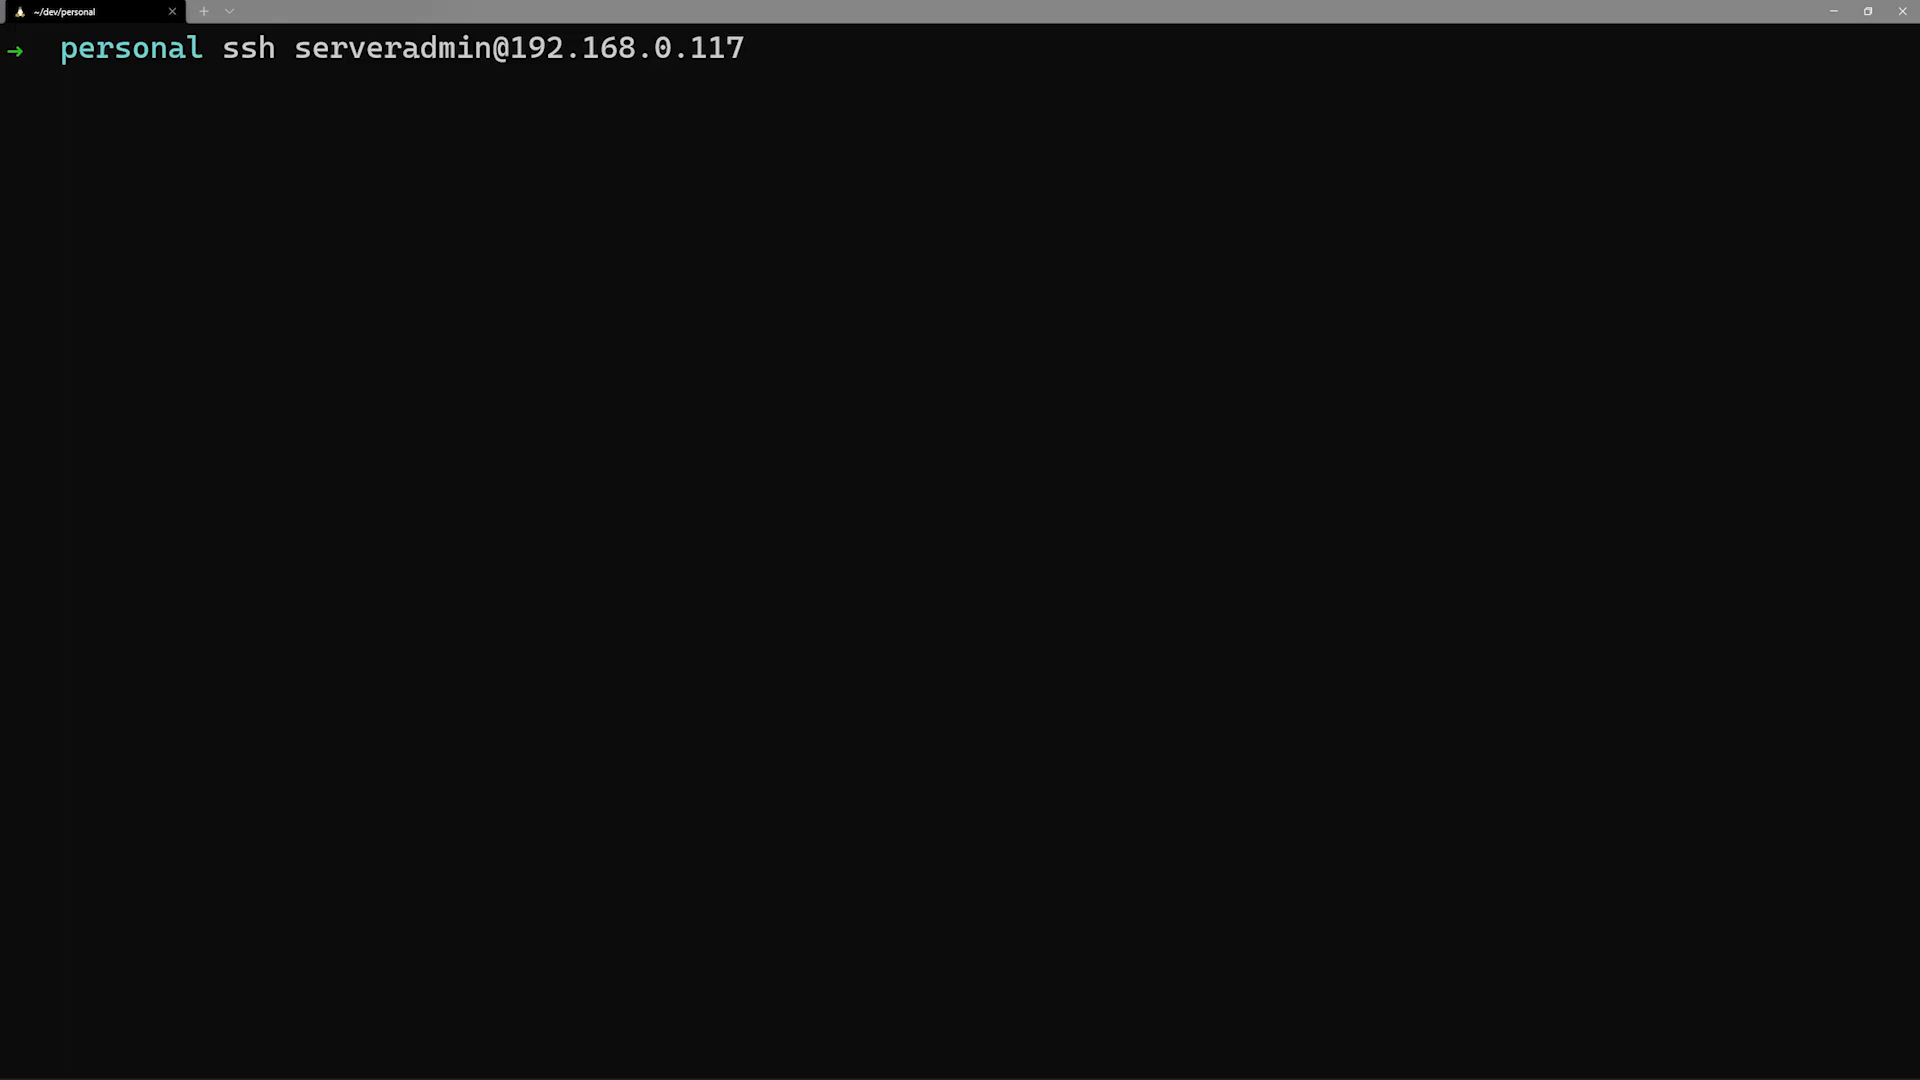 ~/dev/personal
→ personal ssh serveradmin@192.168.0.117